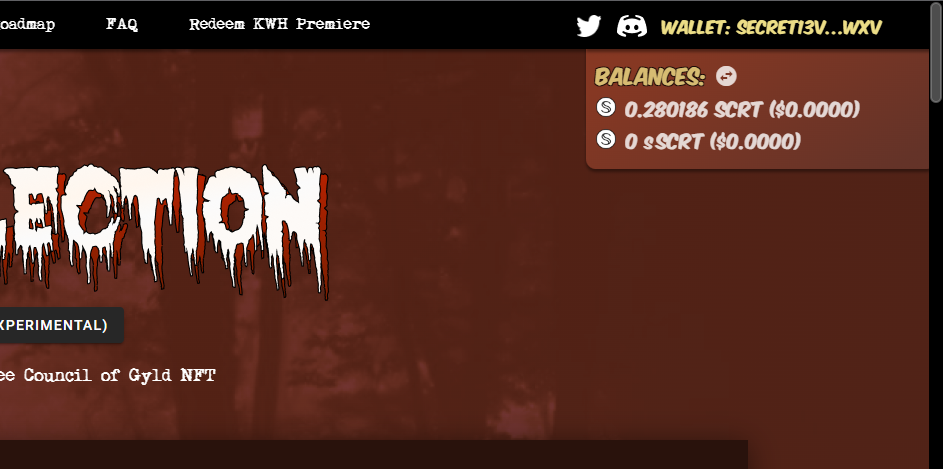 oadmap FAQ Redeem KWH Premiere WALLET: SECRET13V...WXV
BALANCES:
0.280186 SCRT ($0.0000)
0 sSCRT ($0.0000)
LECTION
XPERIMENTAL)
ee Council of Gyld NFT